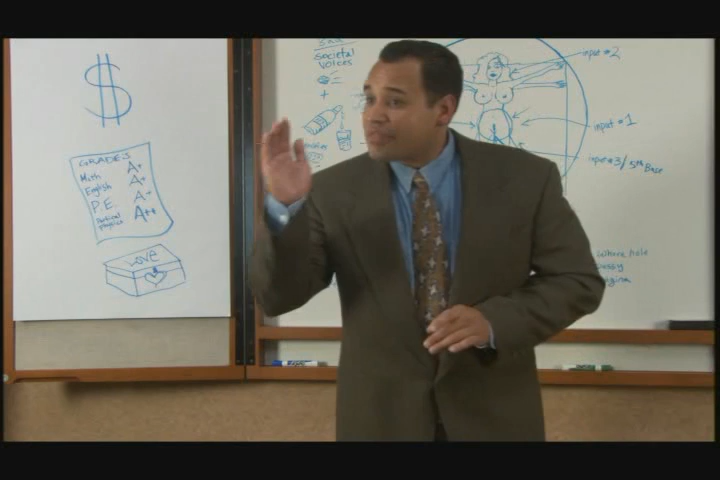 $
GRADES
Math A+
English A+
P.E. A+
A++
LOVE
societal
voices
+
input #2
input #1
input #3/5th Base